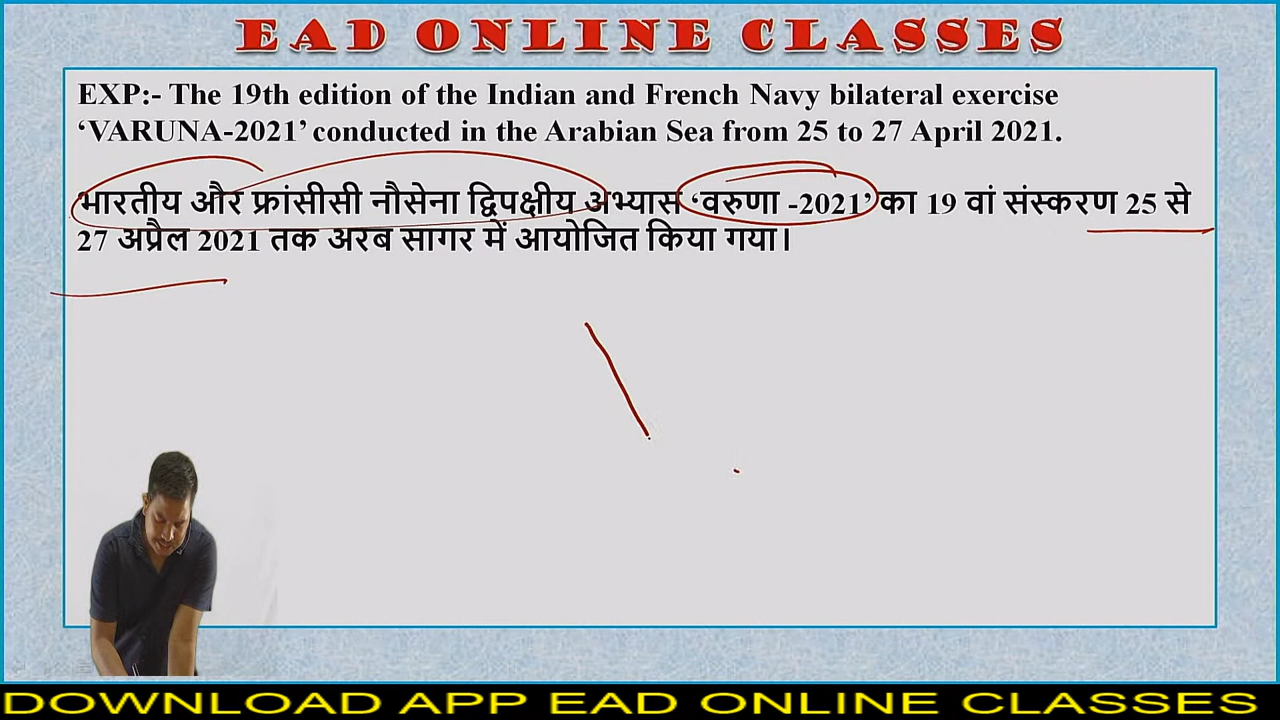 EAD ONLINE CLASSES
EXP:- The 19th edition of the Indian and French Navy bilateral exercise
‘VARUNA-2021’ conducted in the Arabian Sea from 25 to 27 April 2021.
भारतीय और फ्रांसीसी नौसेना द्विपक्षीय अभ्यास ‘वरुणा -2021’ का 19 वां संस्करण 25 से
27 अप्रैल 2021 तक अरब सागर में आयोजित किया गया।
DOWNLOAD APP EAD ONLINE CLASSES